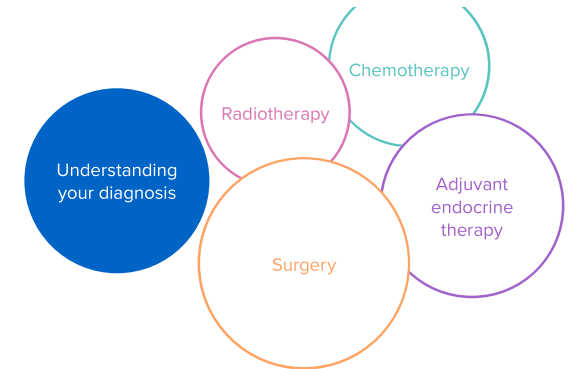 Chemotherapy
Radiotherapy
Understanding
your diagnosis
Adjuvant
endocrine
therapy
Surgery